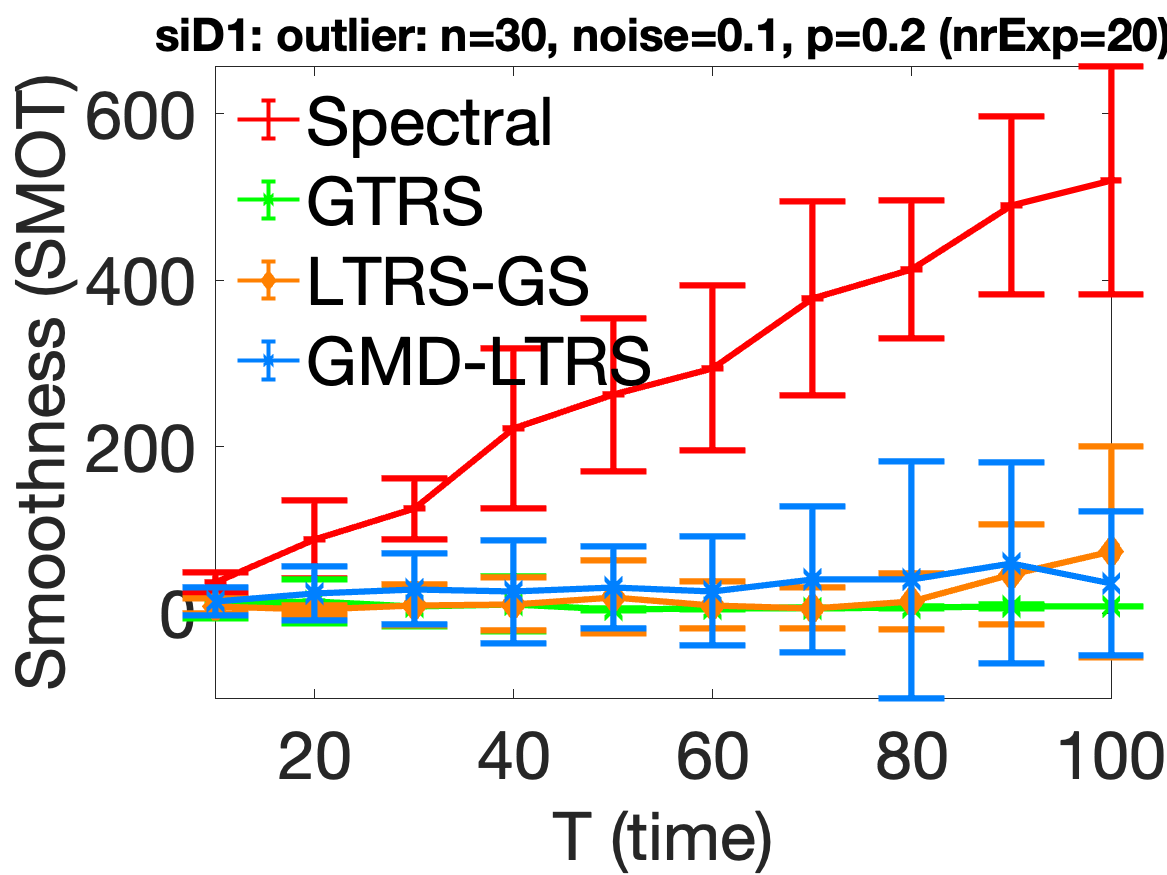 siD1: outlier: n=30, noise=0.1, p=0.2 (nrExp=20)
Smoothness (SMOT)
600
400
200
0
Spectral
GTRS
LTRS-GS
GMD-LTRS
20 40 60 80 100
T (time)